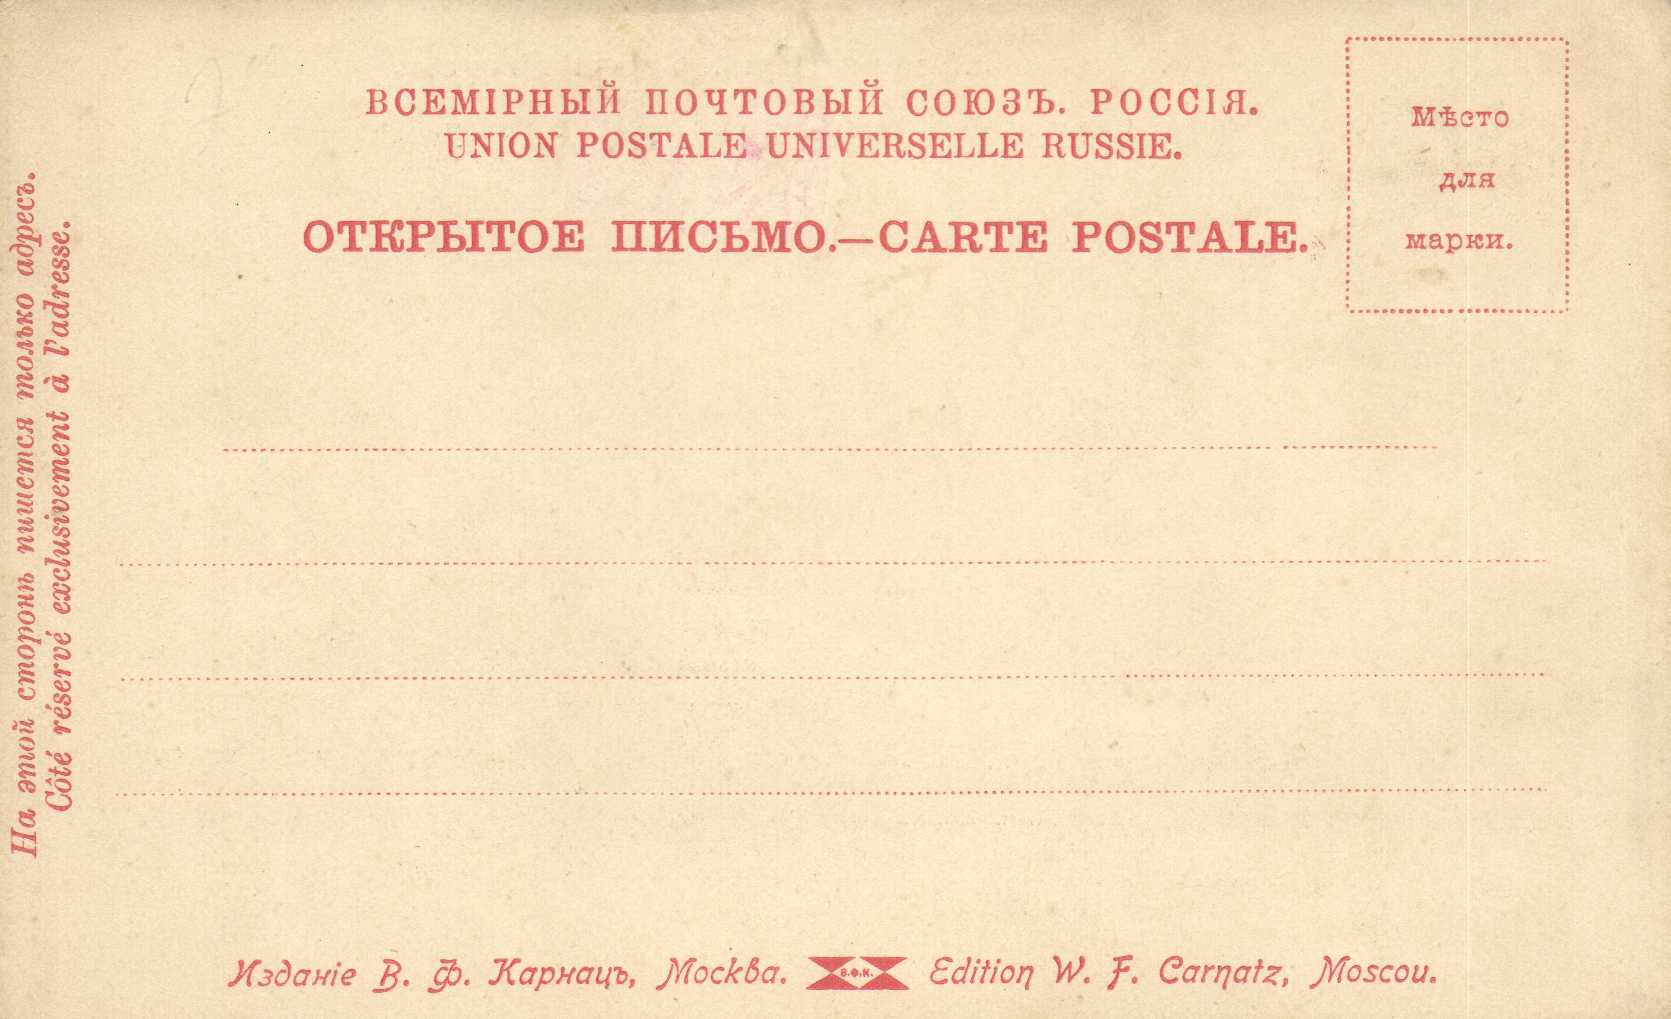 ВСЕМІРНЫЙ ПОЧТОВЫЙ СОЮЗЪ. РОССІЯ.
UNION POSTALE UNIVERSELLE RUSSIE.
ОТКРЫТОЕ ПИСЬМО.—CARTE POSTALE.
Мѣсто
для
марки.
На этой сторонѣ пишется только адресъ.
Côté réservé exclusivement à l'adresse.
Изданіе В. Ф. Карнацъ, Москва. В.Ф.К. Edition W. F. Carnatz, Moscou.